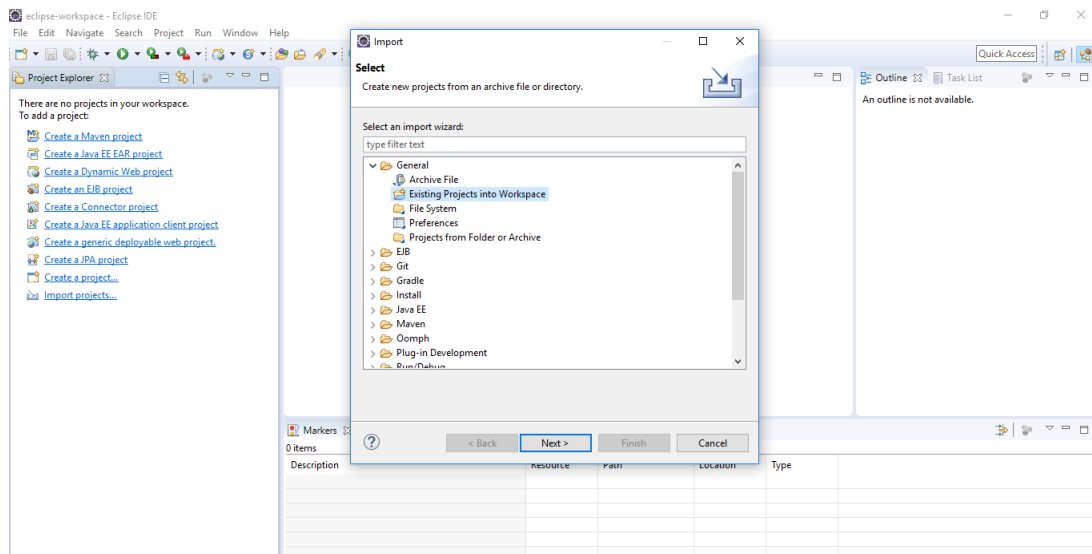 eclipse-workspace - Eclipse IDE
File Edit Navigate Search Project Run Window Help
Quick Access
Project Explorer
There are no projects in your workspace.
To add a project:
Create a Maven project
Create a Java EE EAR project
Create a Dynamic Web project
Create an EJB project
Create a Connector project
Create a Java EE application client project
Create a generic deployable web project.
Create a JPA project
Create a project...
Import projects...
Import
Select
Create new projects from an archive file or directory.
Select an import wizard:
type filter text
General
Archive File
Existing Projects into Workspace
File System
Preferences
Projects from Folder or Archive
EJB
Git
Gradle
Install
Java EE
Maven
Oomph
Plug-in Development
Run/Debug
? < Back Next > Finish Cancel
Outline Task List
An outline is not available.
Markers
0 items
Description Resource Path Location Type